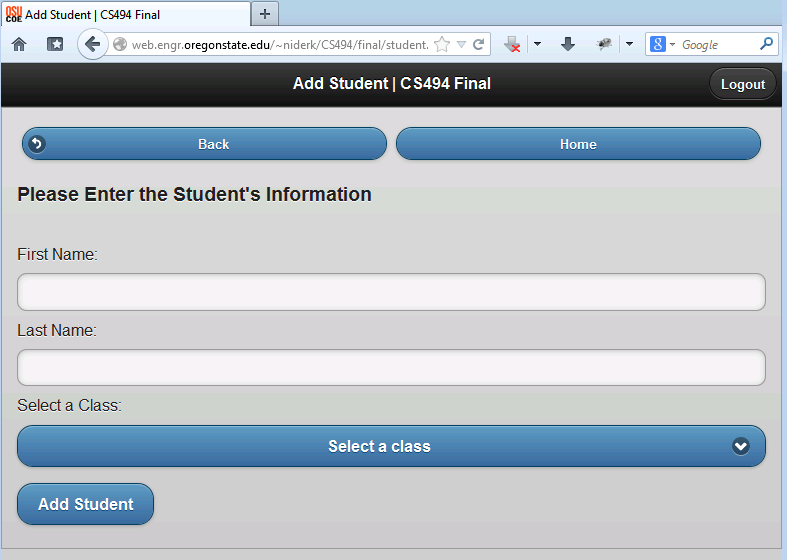 OSU
COE
Add Student | CS494 Final
web.engr.oregonstate.edu/~niderk/CS494/final/student.
Google
Add Student | CS494 Final
Logout
Back
Home
Please Enter the Student's Information
First Name:
Last Name:
Select a Class:
Select a class
Add Student